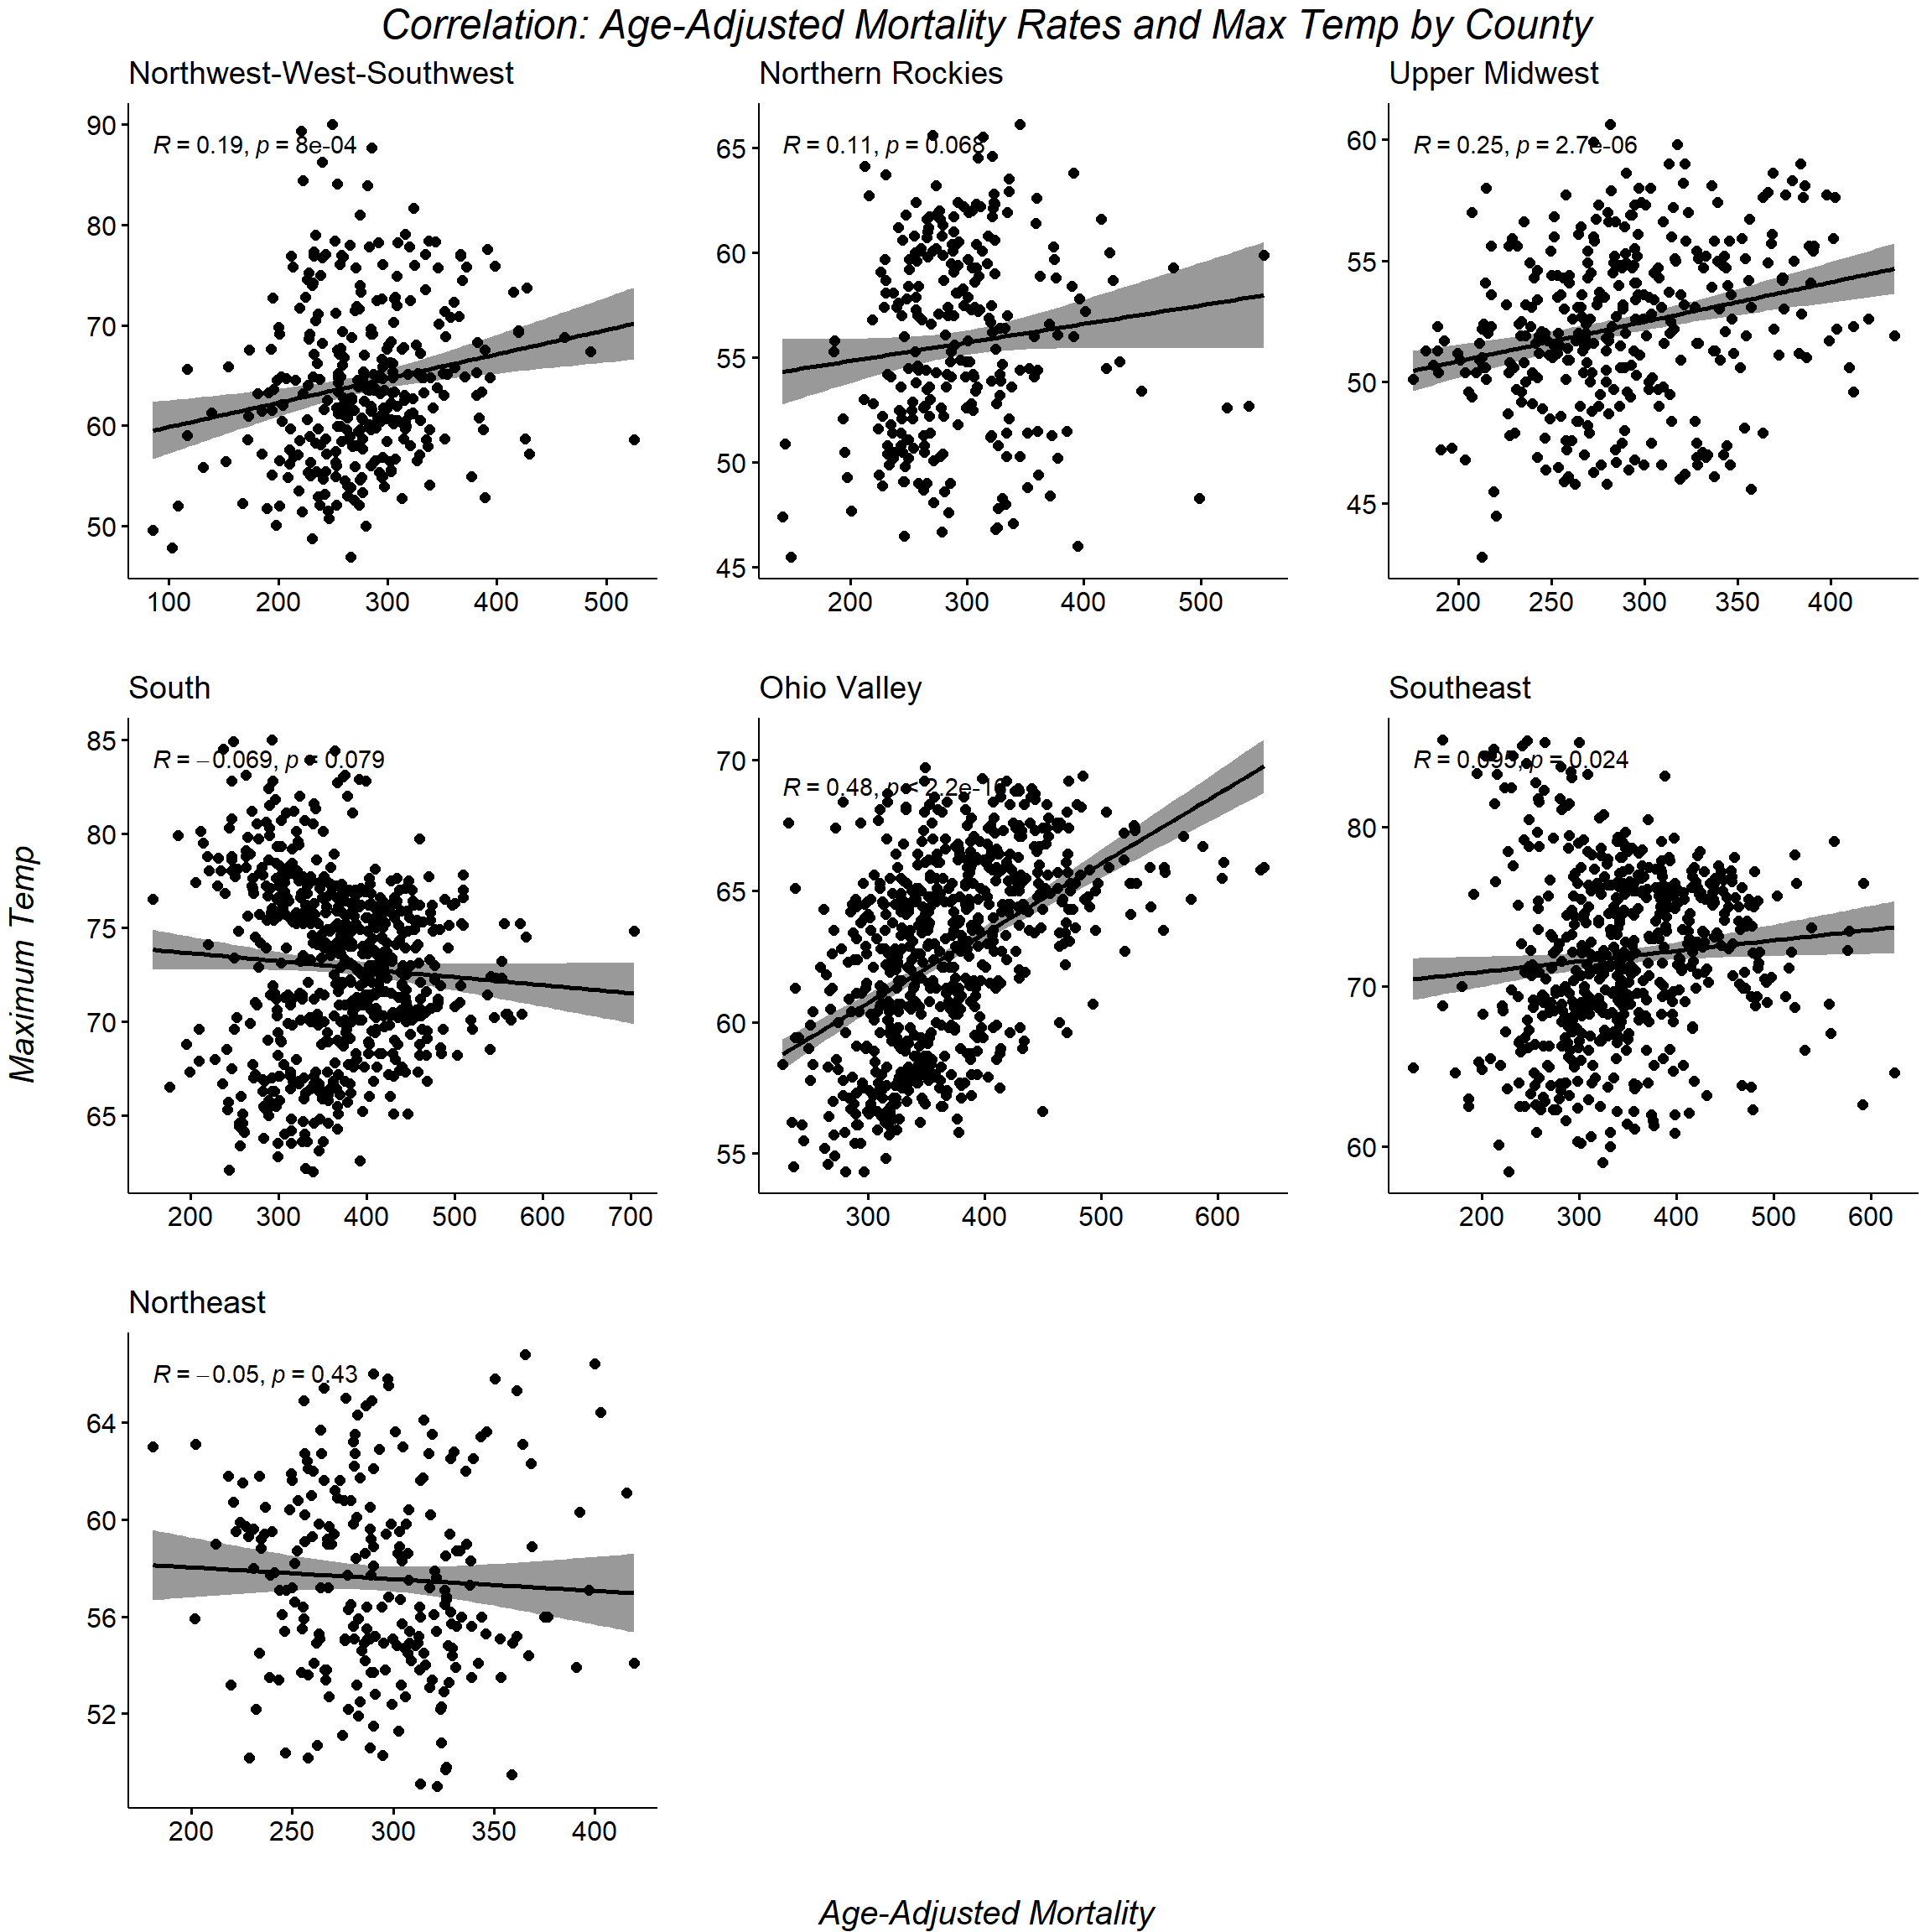 Correlation: Age-Adjusted Mortality Rates and Max Temp by County
Northwest-West-Southwest
R = 0.19, p = 8e-04
90
80
70
60
50
100 200 300 400 500
Northern Rockies
R = 0.11, p = 0.068
65
60
55
50
45
200 300 400 500
Upper Midwest
R = 0.25, p = 2.7e-06
60
55
50
45
200 250 300 350 400
South
R = −0.069, p = 0.079
85
80
75
70
65
200 300 400 500 600 700
Ohio Valley
R = 0.48, p < 2.2e-16
70
65
60
55
300 400 500 600
Southeast
R = 0.095, p = 0.024
80
70
60
200 300 400 500 600
Northeast
R = −0.05, p = 0.43
64
60
56
52
200 250 300 350 400
Maximum Temp
Age-Adjusted Mortality